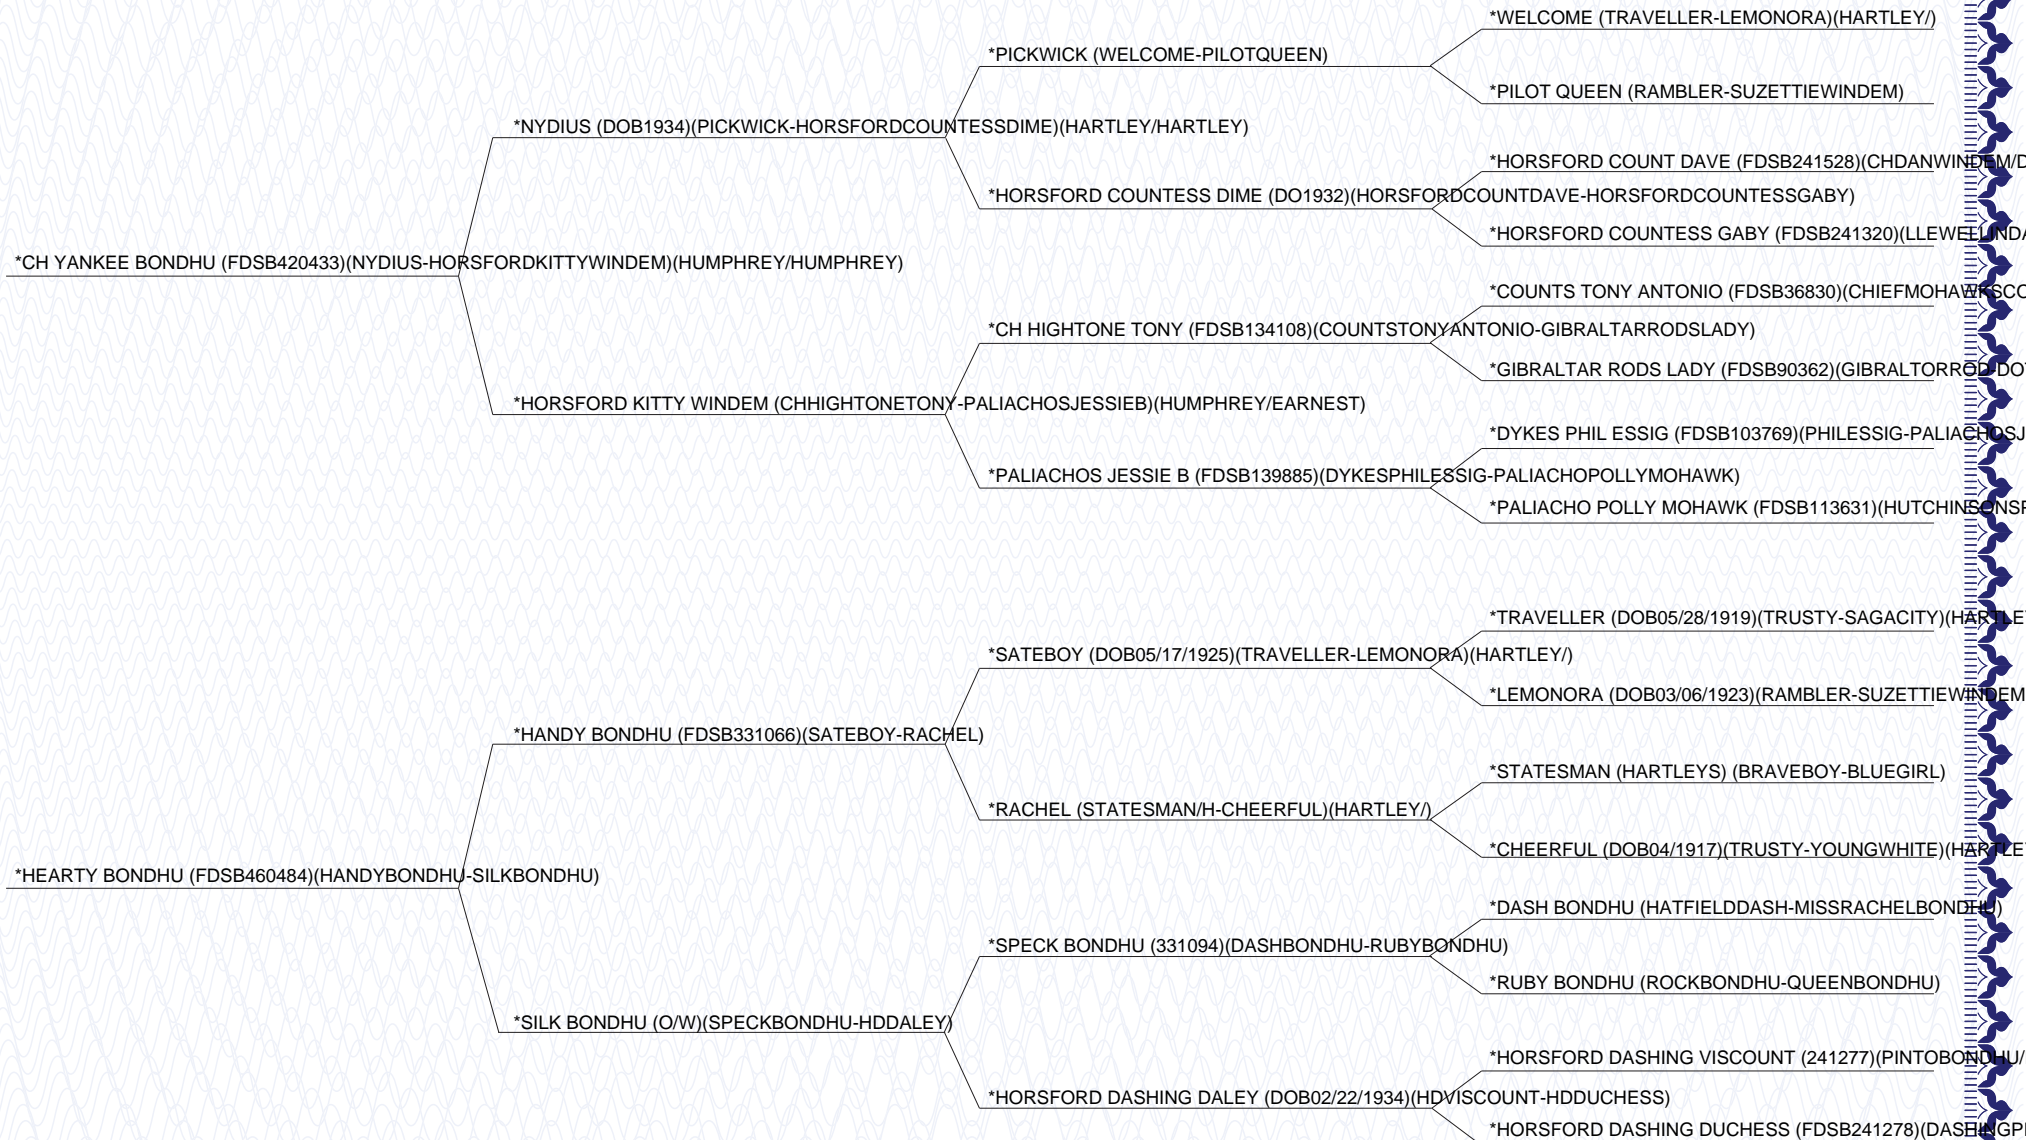 *WELCOME (TRAVELLER-LEMONORA)(HARTLEY/)
*PICKWICK (WELCOME-PILOTQUEEN)
*PILOT QUEEN (RAMBLER-SUZETTIEWINDEM)
*NYDIUS (DOB1934)(PICKWICK-HORSFORDCOUNTESSDIME)(HARTLEY/HARTLEY)
*HORSFORD COUNT DAVE (FDSB241528)(CHDANWINDEM/D
*HORSFORD COUNTESS DIME (DO1932)(HORSFORDCOUNTDAVE-HORSFORDCOUNTESSGABY)
*HORSFORD COUNTESS GABY (FDSB241320)(LLEWELLINDA
*CH YANKEE BONDHU (FDSB420433)(NYDIUS-HORSFORDKITTYWINDEM)(HUMPHREY/HUMPHREY)
*COUNTS TONY ANTONIO (FDSB36830)(CHIEFMOHAWKSCO
*CH HIGHTONE TONY (FDSB134108)(COUNTSTONYANTONIO-GIBRALTARRODSLADY)
*GIBRALTAR RODS LADY (FDSB90362)(GIBRALTORROD-DOT
*HORSFORD KITTY WINDEM (CHHIGHTONETONY-PALIACHOSJESSIEB)(HUMPHREY/EARNEST)
*DYKES PHIL ESSIG (FDSB103769)(PHILESSIG-PALIACHOSJ
*PALIACHOS JESSIE B (FDSB139885)(DYKESPHILESSIG-PALIACHOPOLLYMOHAWK)
*PALIACHO POLLY MOHAWK (FDSB113631)(HUTCHINSONSP
*TRAVELLER (DOB05/28/1919)(TRUSTY-SAGACITY)(HARTLEY
*SATEBOY (DOB05/17/1925)(TRAVELLER-LEMONORA)(HARTLEY/)
*LEMONORA (DOB03/06/1923)(RAMBLER-SUZETTIEWINDEM
*HANDY BONDHU (FDSB331066)(SATEBOY-RACHEL)
*STATESMAN (HARTLEYS) (BRAVEBOY-BLUEGIRL)
*RACHEL (STATESMAN/H-CHEERFUL)(HARTLEY/)
*CHEERFUL (DOB04/1917)(TRUSTY-YOUNGWHITE)(HARTLEY
*HEARTY BONDHU (FDSB460484)(HANDYBONDHU-SILKBONDHU)
*DASH BONDHU (HATFIELDDASH-MISSRACHELBONDHU)
*SPECK BONDHU (331094)(DASHBONDHU-RUBYBONDHU)
*RUBY BONDHU (ROCKBONDHU-QUEENBONDHU)
*SILK BONDHU (O/W)(SPECKBONDHU-HDDALEY)
*HORSFORD DASHING VISCOUNT (241277)(PINTOBONDHU/
*HORSFORD DASHING DALEY (DOB02/22/1934)(HDVISCOUNT-HDDUCHESS)
*HORSFORD DASHING DUCHESS (FDSB241278)(DASHINGP